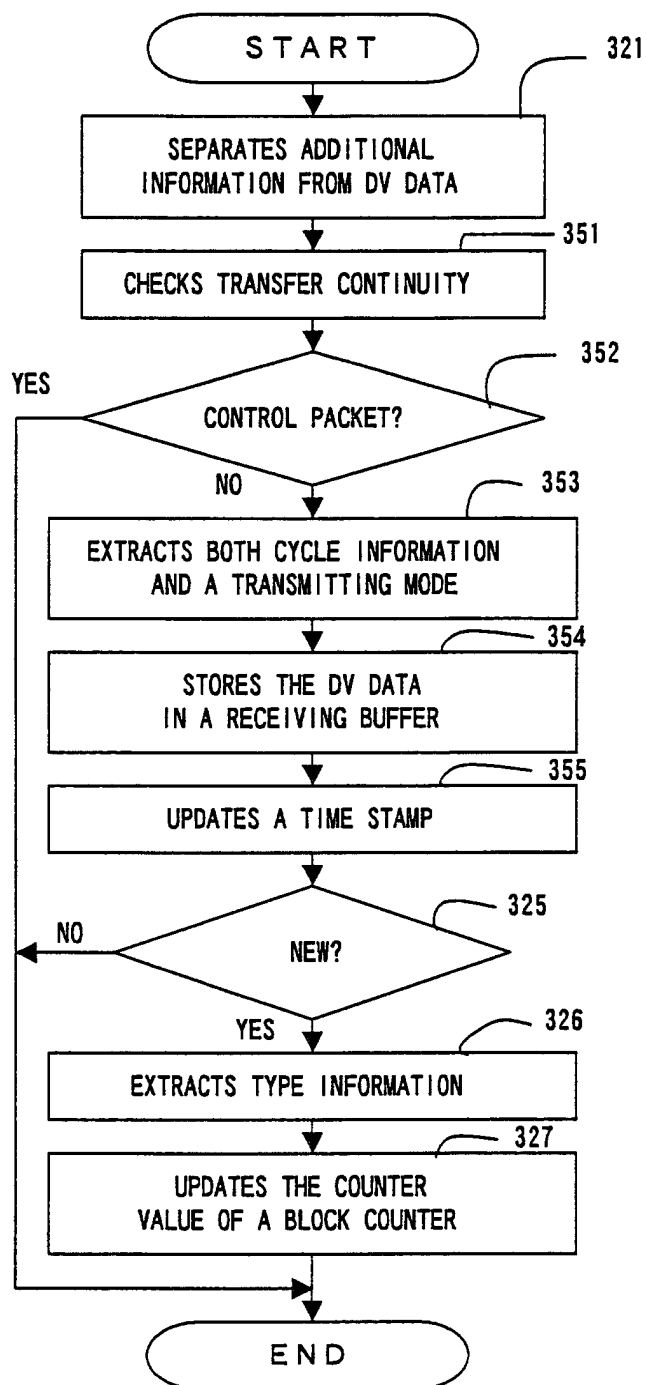 START
321
SEPARATES ADDITIONAL
INFORMATION FROM DV DATA
351
CHECKS TRANSFER CONTINUITY
352
YES
CONTROL PACKET?
NO
353
EXTRACTS BOTH CYCLE INFORMATION
AND A TRANSMITTING MODE
354
STORES THE DV DATA
IN A RECEIVING BUFFER
355
UPDATES A TIME STAMP
325
NO
NEW?
YES
326
EXTRACTS TYPE INFORMATION
327
UPDATES THE COUNTER
VALUE OF A BLOCK COUNTER
END